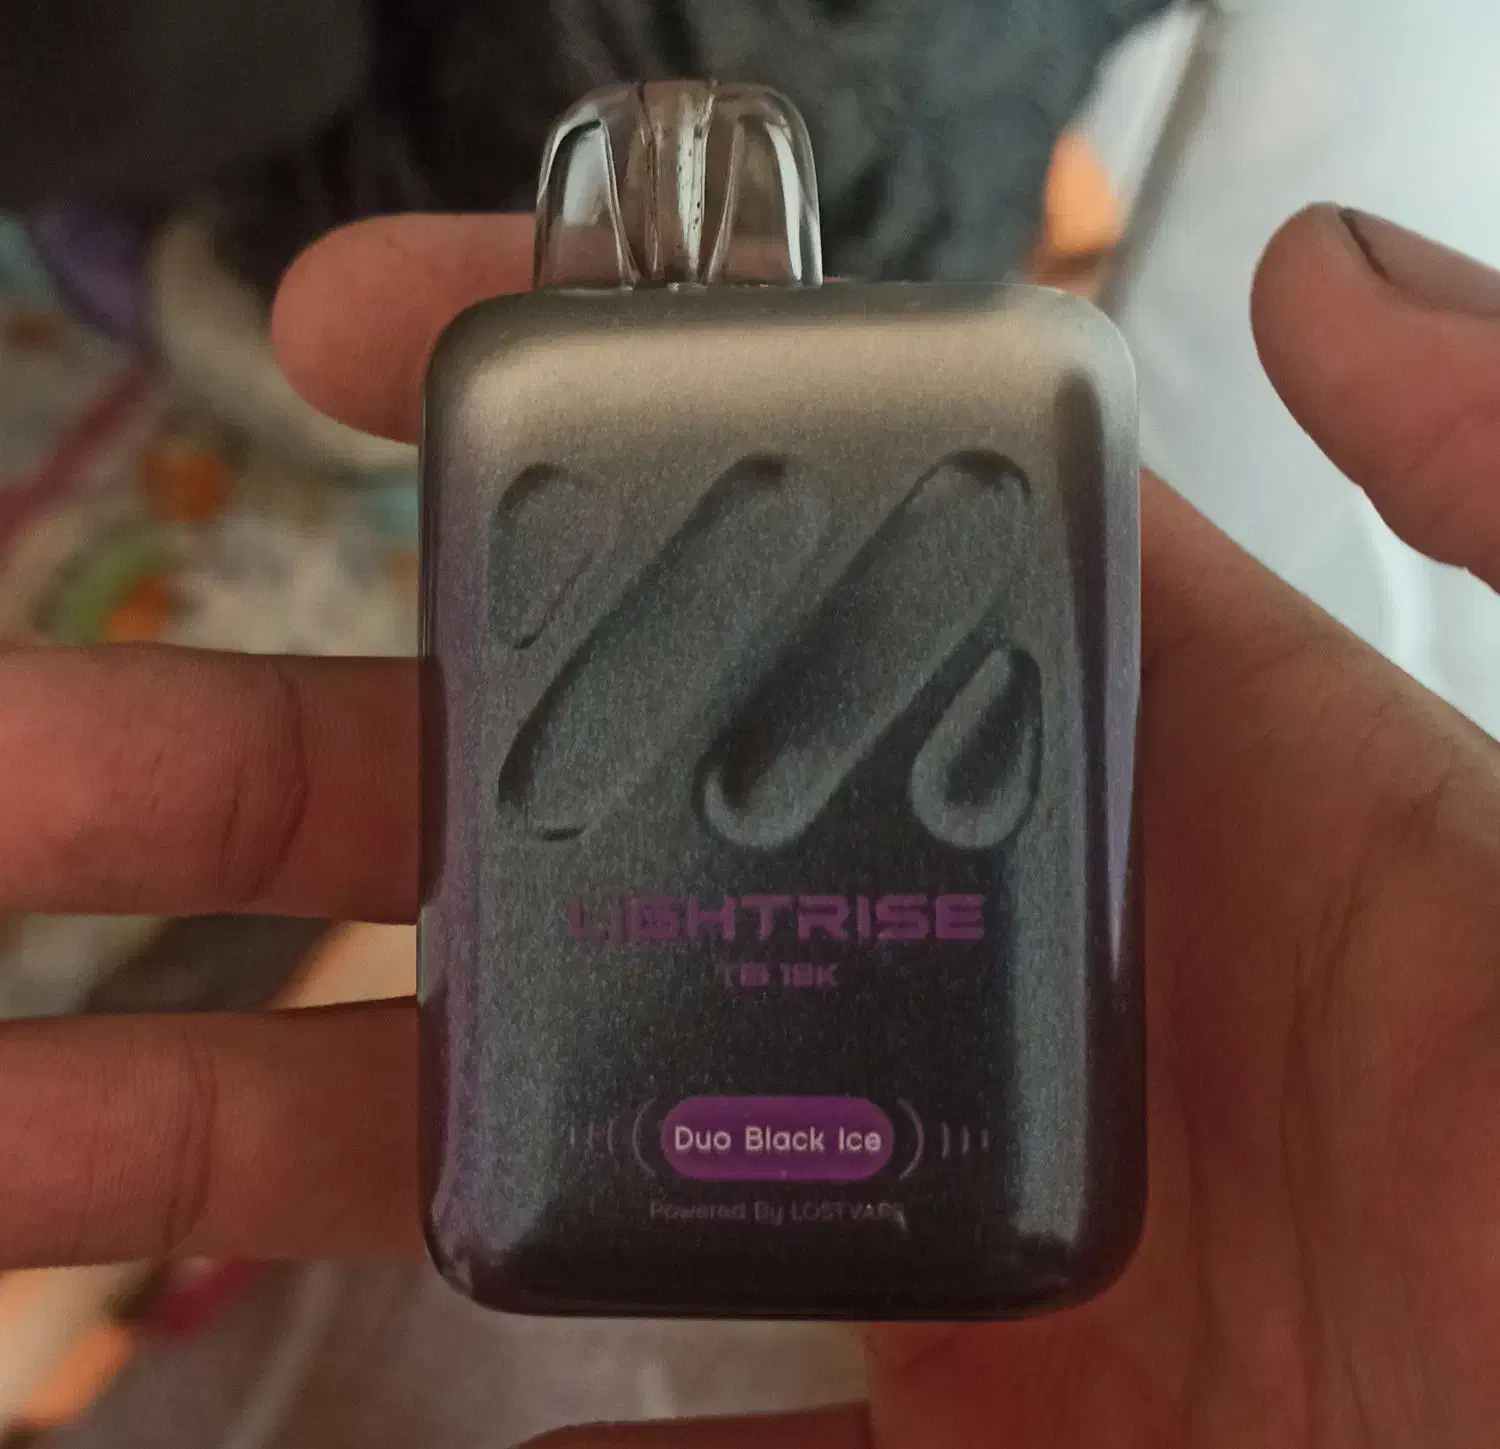 LIGHTRISE
TB 18K
Duo Black Ice
Powered By LOSTVAPE